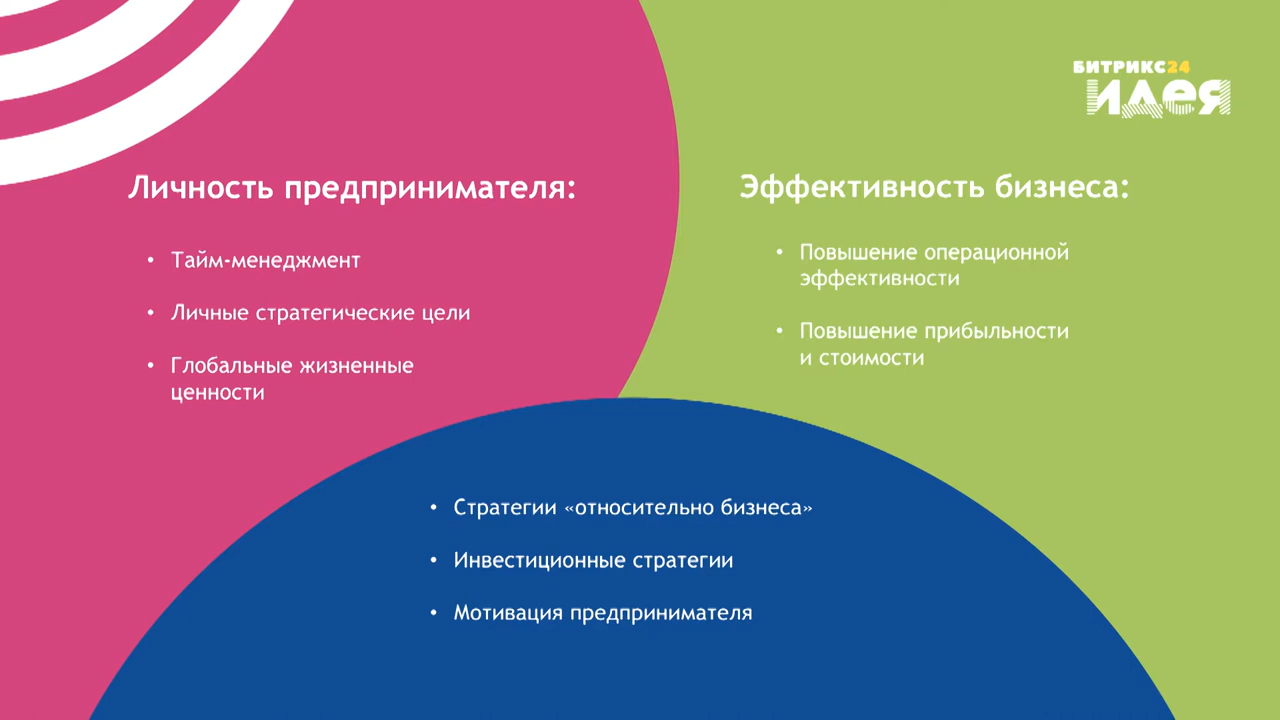 БИТРИКС24
идея
Личность предпринимателя:
• Тайм-менеджмент
• Личные стратегические цели
• Глобальные жизненные
ценности
Эффективность бизнеса:
• Повышение операционной
эффективности
• Повышение прибыльности
и стоимости
• Стратегии «относительно бизнеса»
• Инвестиционные стратегии
• Мотивация предпринимателя